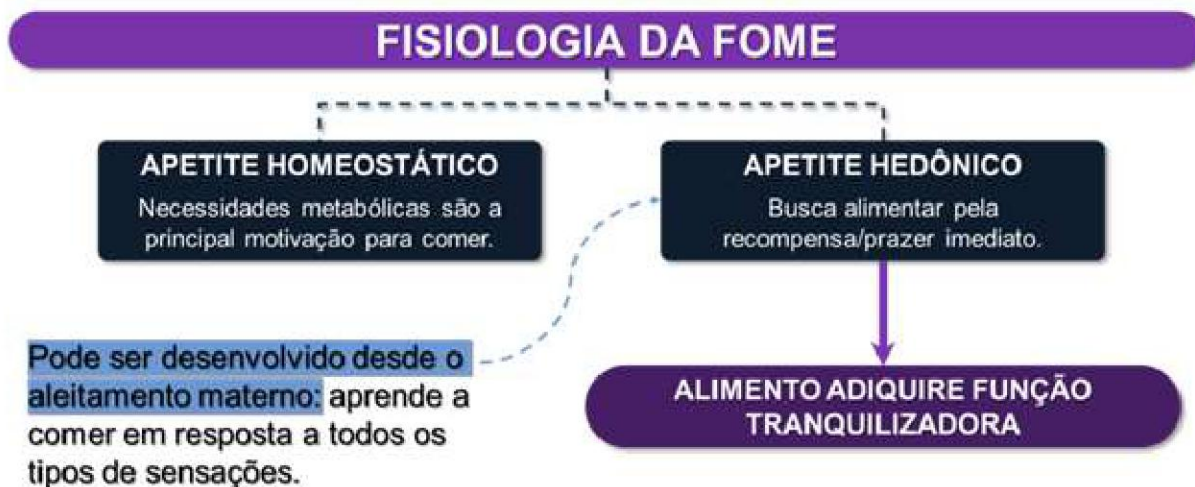 FISIOLOGIA DA FOME
APETITE HOMEOSTÁTICO
Necessidades metabólicas são a
principal motivação para comer.
APETITE HEDÔNICO
Busca alimentar pela
recompensa/prazer imediato.
Pode ser desenvolvido desde o
aleitamento materno: aprende a
comer em resposta a todos os
tipos de sensações.
ALIMENTO ADIQUIRE FUNÇÃO
TRANQUILIZADORA